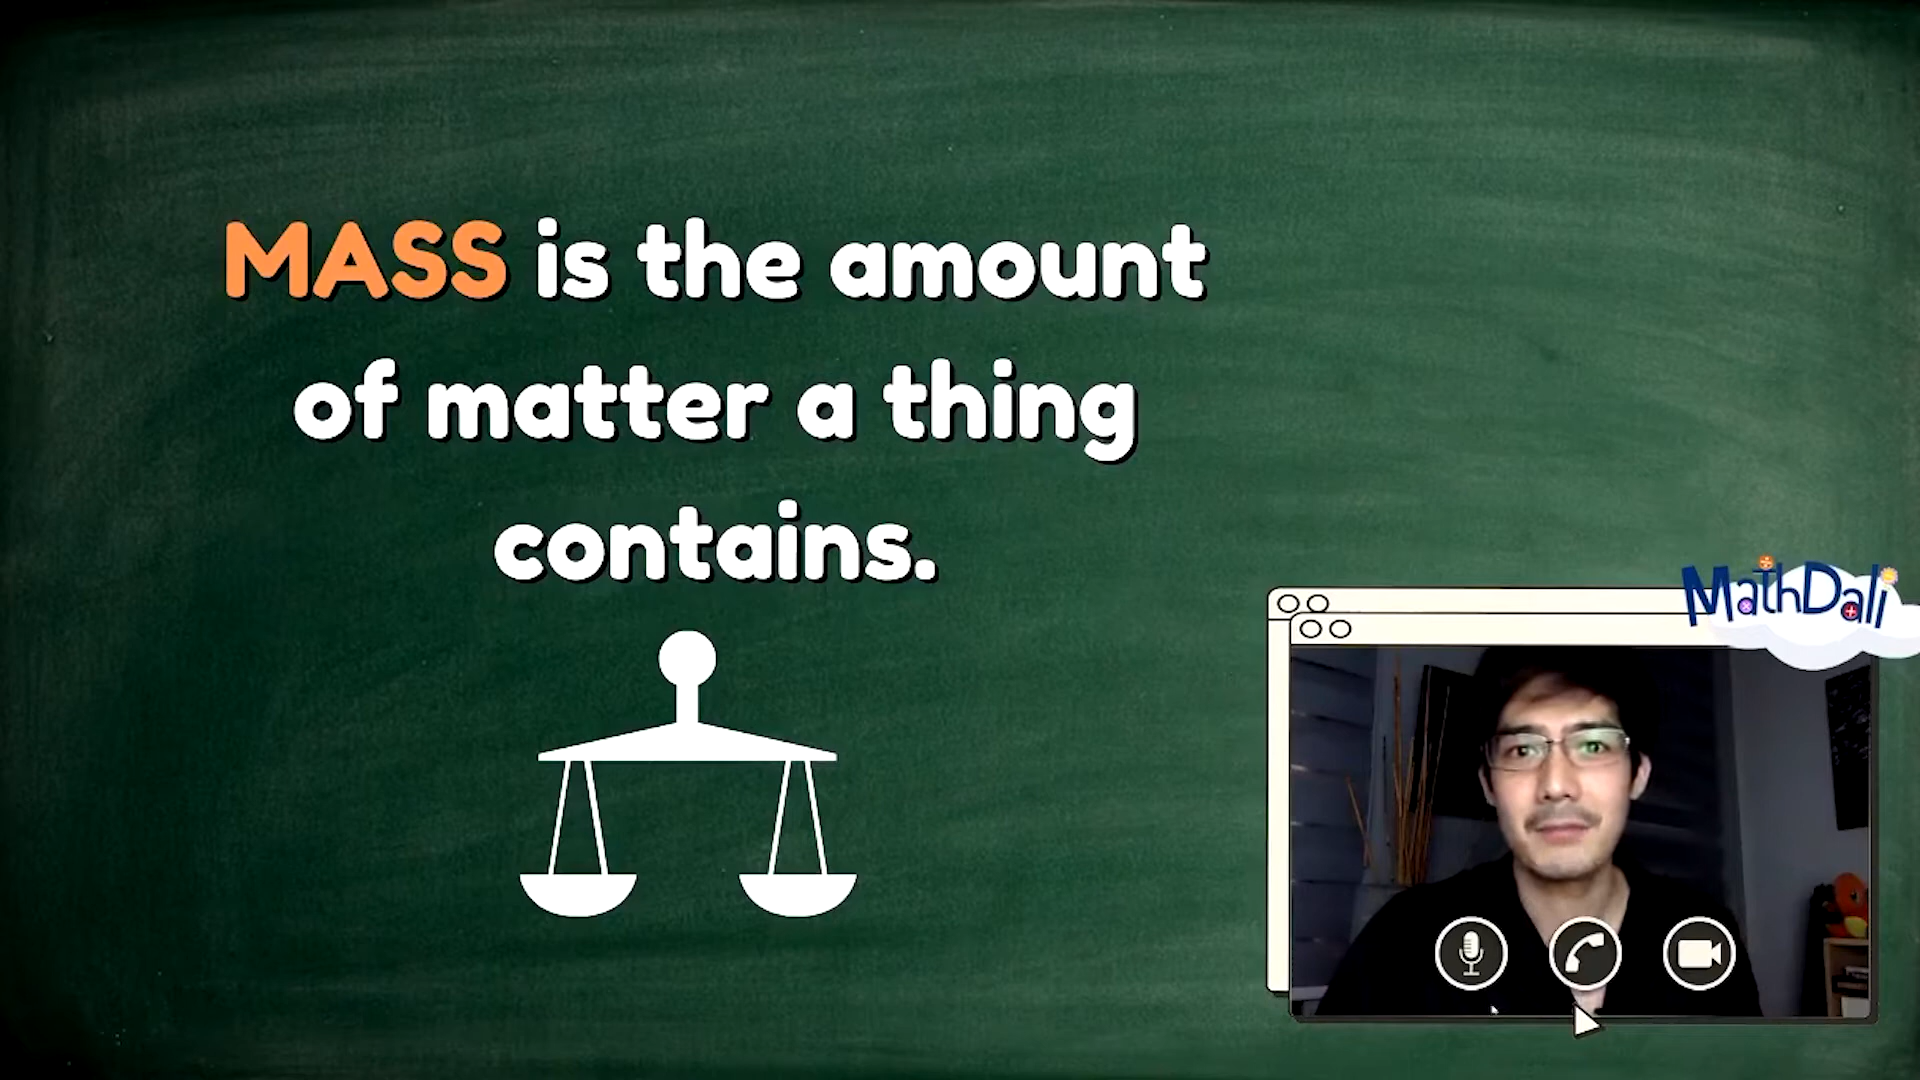 MASS is the amount
of matter a thing
contains.
MathDali